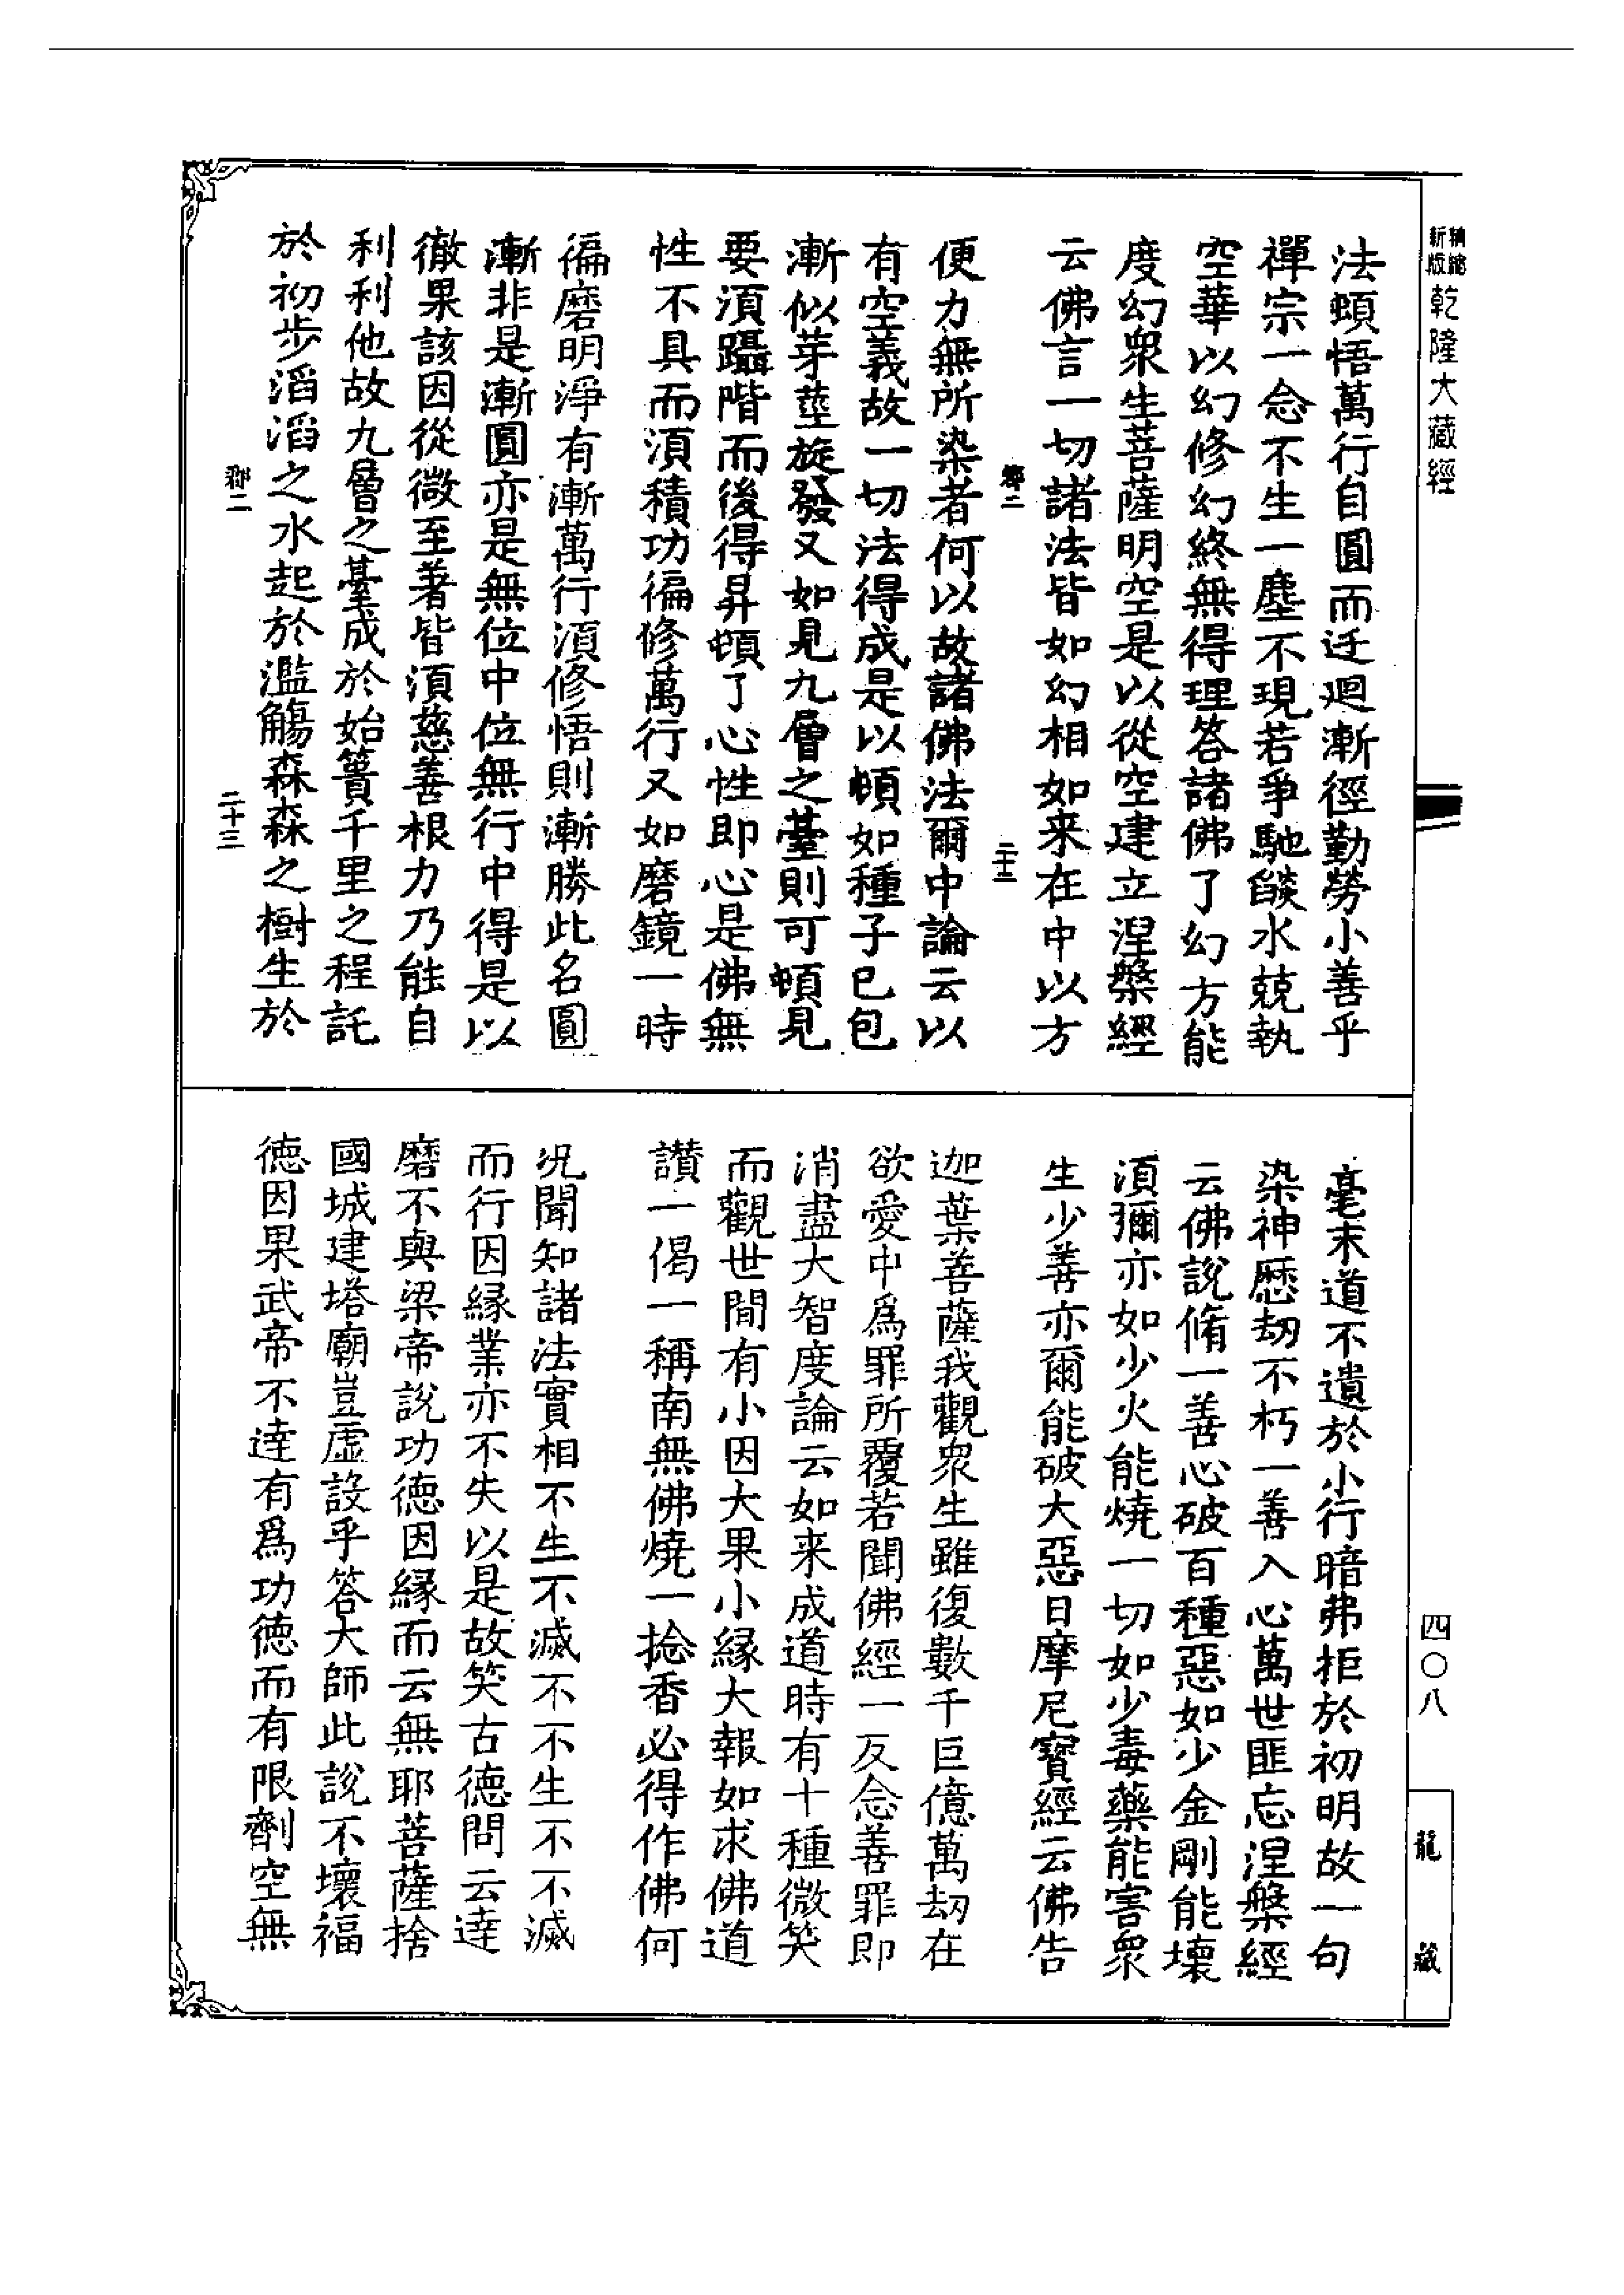 新縮
新版
乾隆大藏經
法頓悟萬行自圓而迂迴漸徑勤勞小善乎
禪宗一念不生一塵不現若爭馳燄水兢執
空華以幻修幻終無得理答諸佛了幻方能
度幻衆生菩薩明空是以從空建立涅槃經
云佛言一切諸法皆如幻相如来在中以方
鄉二
二十三
便力無所染者何以故諸佛法爾中論云以
有空義故一切法得成是以頓如種子已包
漸似芽莖旋發又如見九層之臺則可頓見
要須躡階而後得昇頓了心性即心是佛無
性不具而須積功徧修萬行又如磨鏡一時
徧磨明淨有漸萬行須修悟則漸勝此名圓
漸非是漸圓亦是無位中位無行中得是以
徹果該因從微至著皆須慈善根力乃能自
利利他故九層之臺成於始簣千里之程託
於初步滔滔之水起於濫觴森森之樹生於
鄉二
二十三
毫末道不遺於小行暗弗拒於初明故一句
染神歷劫不朽一善入心萬世匪忘涅槃經
云佛說脩一善心破百種惡如少金剛能壞
須彌亦如少火能燒一切如少毒藥能害衆
生少善亦爾能破大惡日摩尼寶經云佛告
迦葉菩薩我觀衆生雖復數千巨億萬劫在
欲愛中爲罪所覆若聞佛經一反念善罪即
消盡大智度論云如来成道時有十種微笑
而觀世間有小因大果小緣大報如求佛道
讚一偈一稱南無佛燒一捻香必得作佛何
况聞知諸法實相不生不滅不不生不不滅
而行因緣業亦不失以是故笑古德問云達
磨不與梁帝說功德因緣而云無耶菩薩捨
國城建塔廟豈虛設乎答大師此說不壞福
德因果武帝不達有爲功德而有限劑空無
四〇八
龍藏